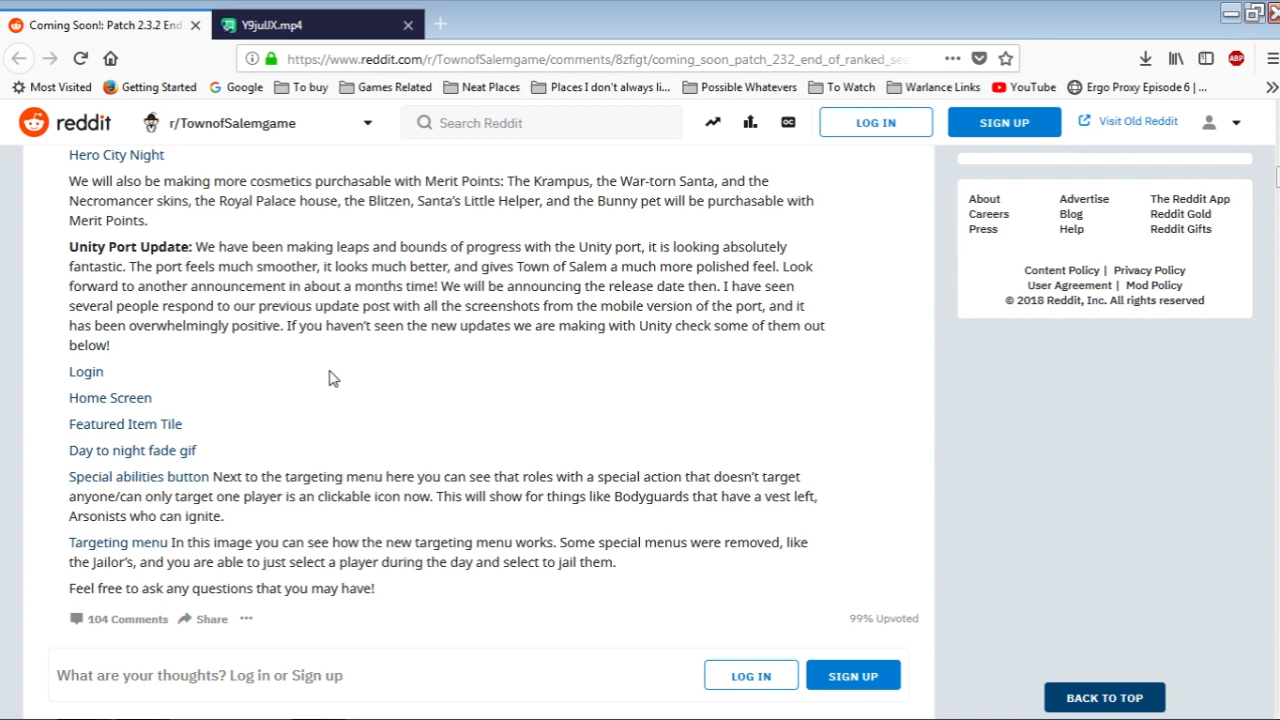 Coming Soon!: Patch 2.3.2 End
Y9juIJX.mp4
https://www.reddit.com/r/TownofSalemgame/comments/8zfigt/coming_soon_patch_232_end_of_ranked_sea
ABP
Most Visited Getting Started Google To buy Games Related Neat Places Places I don't always li... Possible Whatevers To Watch Warlance Links YouTube Ergo Proxy Episode 6 | ...
reddit r/TownofSalemgame Search Reddit OC LOG IN SIGN UP Visit Old Reddit
Hero City Night
We will also be making more cosmetics purchasable with Merit Points: The Krampus, the War-torn Santa, and the
Necromancer skins, the Royal Palace house, the Blitzen, Santa's Little Helper, and the Bunny pet will be purchasable with
Merit Points.
Unity Port Update: We have been making leaps and bounds of progress with the Unity port, it is looking absolutely
fantastic. The port feels much smoother, it looks much better, and gives Town of Salem a much more polished feel. Look
forward to another announcement in about a months time! We will be announcing the release date then. I have seen
several people respond to our previous update post with all the screenshots from the mobile version of the port, and it
has been overwhelmingly positive. If you haven't seen the new updates we are making with Unity check some of them out
below!
Login
Home Screen
Featured Item Tile
Day to night fade gif
Special abilities button Next to the targeting menu here you can see that roles with a special action that doesn't target
anyone/can only target one player is an clickable icon now. This will show for things like Bodyguards that have a vest left,
Arsonists who can ignite.
Targeting menu In this image you can see how the new targeting menu works. Some special menus were removed, like
the Jailor's, and you are able to just select a player during the day and select to jail them.
Feel free to ask any questions that you may have!
104 Comments Share 99% Upvoted
What are your thoughts? Log in or Sign up LOG IN SIGN UP
About Advertise The Reddit App
Careers Blog Reddit Gold
Press Help Reddit Gifts
Content Policy | Privacy Policy
User Agreement | Mod Policy
© 2018 Reddit, Inc. All rights reserved
BACK TO TOP